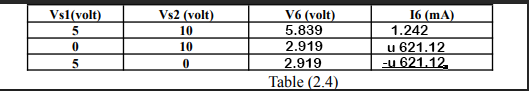 Vs1(volt) Vs2 (volt) V6 (volt) I6 (mA)
5 10 5.839 1.242
0 10 2.919 u 621.12
5 0 2.919 -u 621.12
Table (2.4)